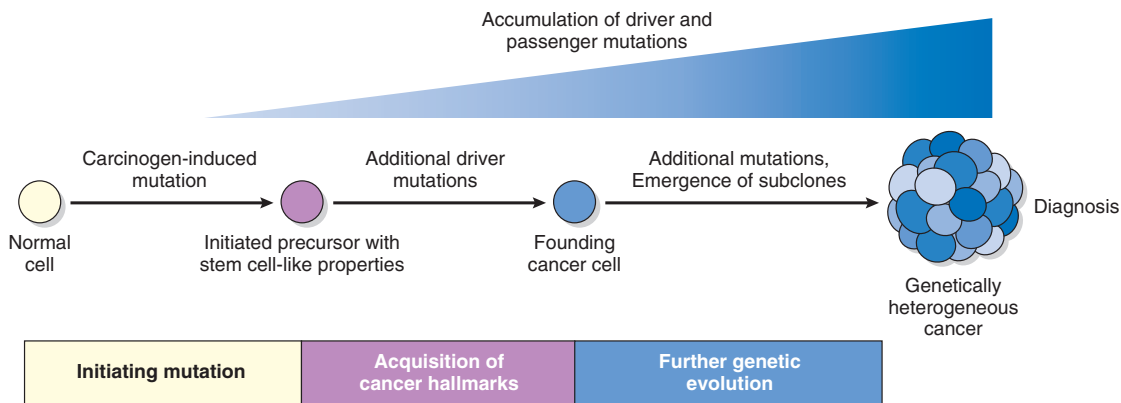 Accumulation of driver and
passenger mutations
Carcinogen-induced
mutation
Additional driver
mutations
Additional mutations,
Emergence of subclones
Normal
cell
Initiated precursor with
stem cell-like properties
Founding
cancer cell
Diagnosis
Genetically
heterogeneous
cancer
Initiating mutation
Acquisition of
cancer hallmarks
Further genetic
evolution